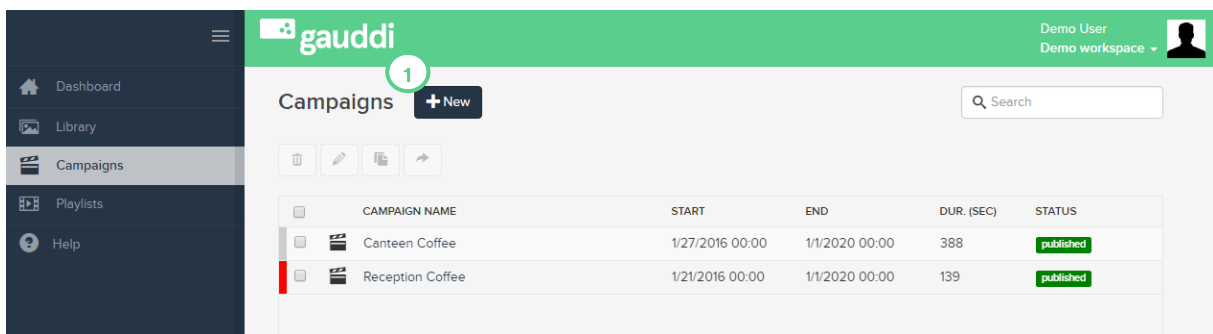 gauddi
Demo User
Demo workspace
Dashboard
Library
Campaigns
Playlists
Help
1
Campaigns
New
Search
CAMPAIGN NAME START END DUR. (SEC) STATUS
Canteen Coffee 1/27/2016 00:00 1/1/2020 00:00 388 published
Reception Coffee 1/21/2016 00:00 1/1/2020 00:00 139 published